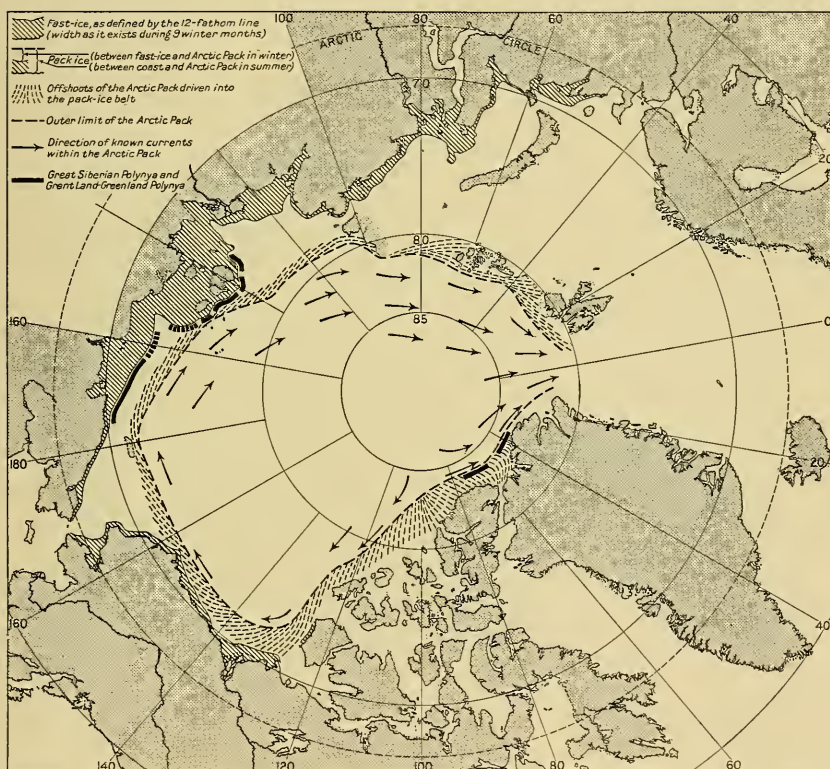 Fast-ice, as defined by the 12-fathom line
(width as it exists during 9 winter months)
Pack ice (between fast-ice and Arctic Pack in winter)
(between coast and Arctic Pack in summer)
Offshoots of the Arctic Pack driven into
the pack-ice belt
Outer limit of the Arctic Pack
Direction of known currents
within the Arctic Pack
Great Siberian Polynya and
Grant Land-Greenland Polynya
100
40
ARCTIC CIRCLE
70
20
80
160
85
0
180
20
160
40
140
120
100
80
60